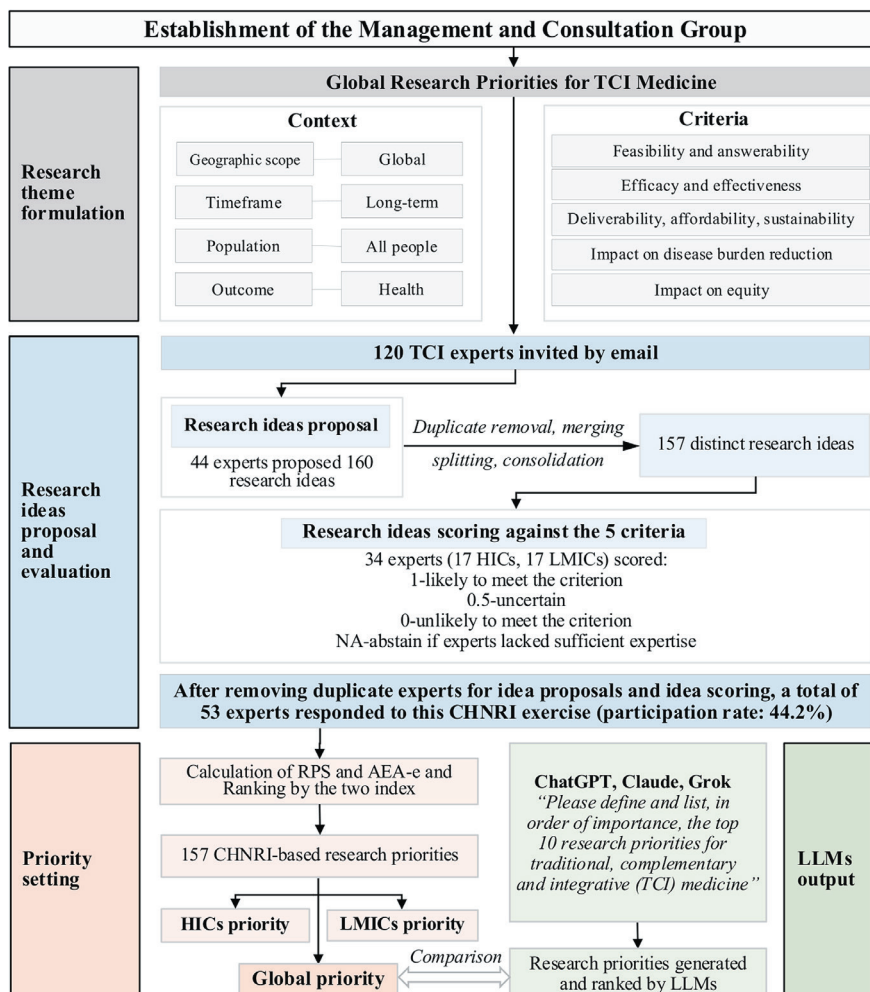 Establishment of the Management and Consultation Group
Research
theme
formulation
Global Research Priorities for TCI Medicine
Context
Geographic scope
Global
Timeframe
Long-term
Population
All people
Outcome
Health
Criteria
Feasibility and answerability
Efficacy and effectiveness
Deliverability, affordability, sustainability
Impact on disease burden reduction
Impact on equity
Research
ideas
proposal
and
evaluation
120 TCI experts invited by email
Research ideas proposal
44 experts proposed 160
research ideas
Duplicate removal, merging
splitting, consolidation
157 distinct research ideas
Research ideas scoring against the 5 criteria
34 experts (17 HICs, 17 LMICs) scored:
1-likely to meet the criterion
0.5-uncertain
0-unlikely to meet the criterion
NA-abstain if experts lacked sufficient expertise
After removing duplicate experts for idea proposals and idea scoring, a total of
53 experts responded to this CHNRI exercise (participation rate: 44.2%)
Priority
setting
Calculation of RPS and AEA-e and
Ranking by the two index
157 CHNRI-based research priorities
HICs priority
LMICs priority
Global priority
Comparison
ChatGPT, Claude, Grok
“Please define and list, in
order of importance, the top
10 research priorities for
traditional, complementary
and integrative (TCI) medicine”
Research priorities generated
and ranked by LLMs
LLMs
output